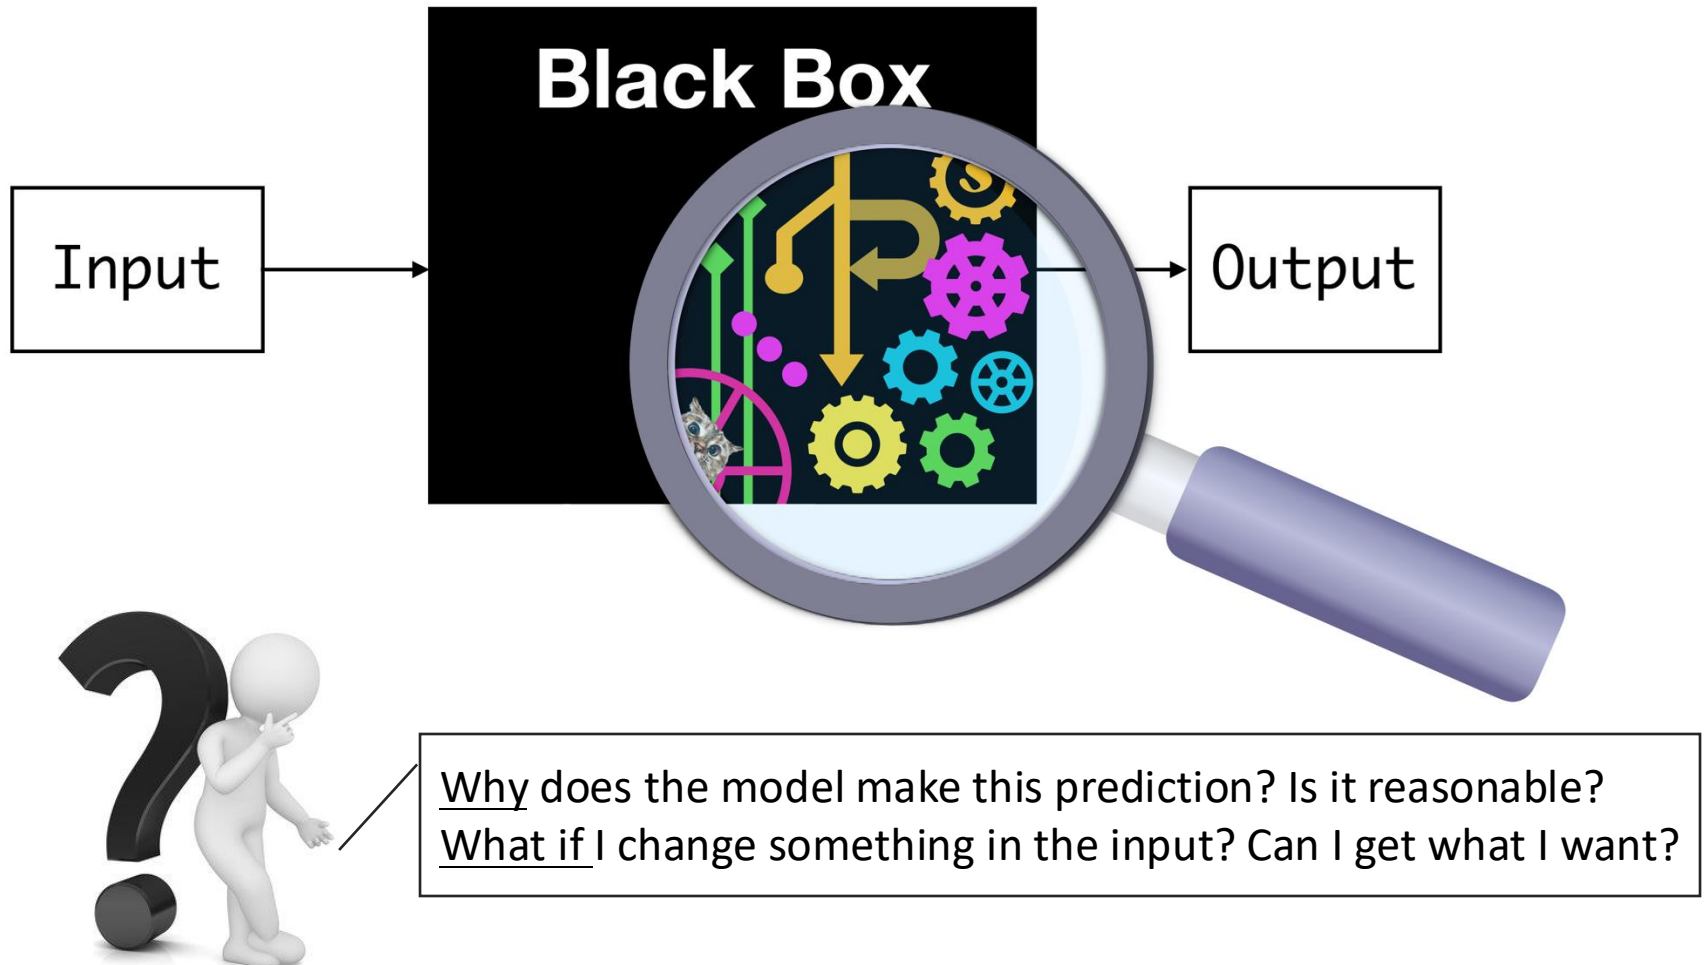 Black Box
Input
Output
Why does the model make this prediction? Is it reasonable?
What if I change something in the input? Can I get what I want?